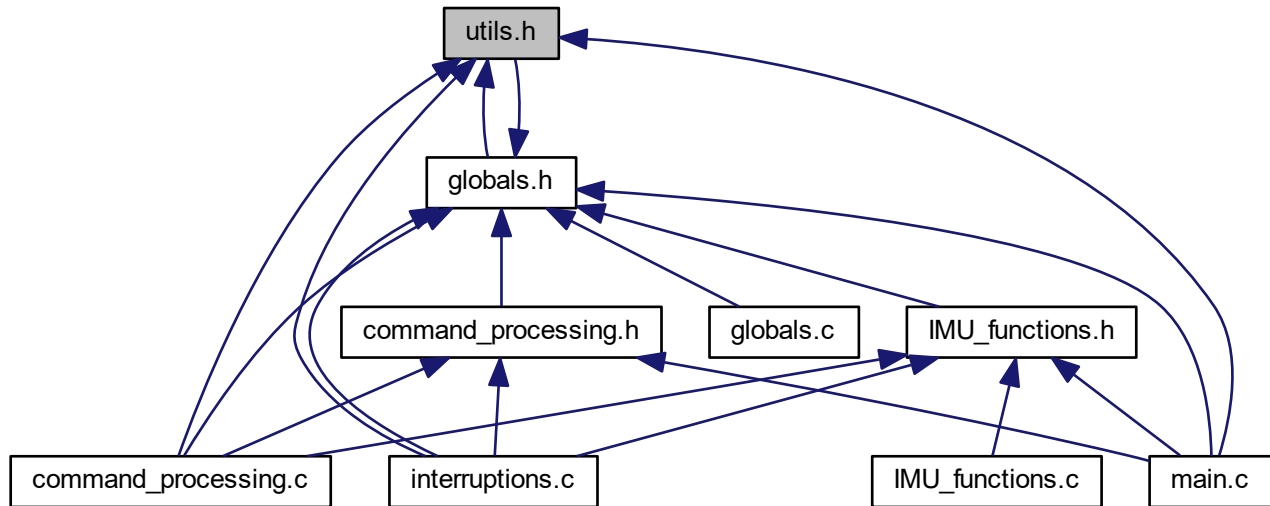 utils.h
globals.h
command_processing.h
globals.c
IMU_functions.h
command_processing.c
interruptions.c
IMU_functions.c
main.c